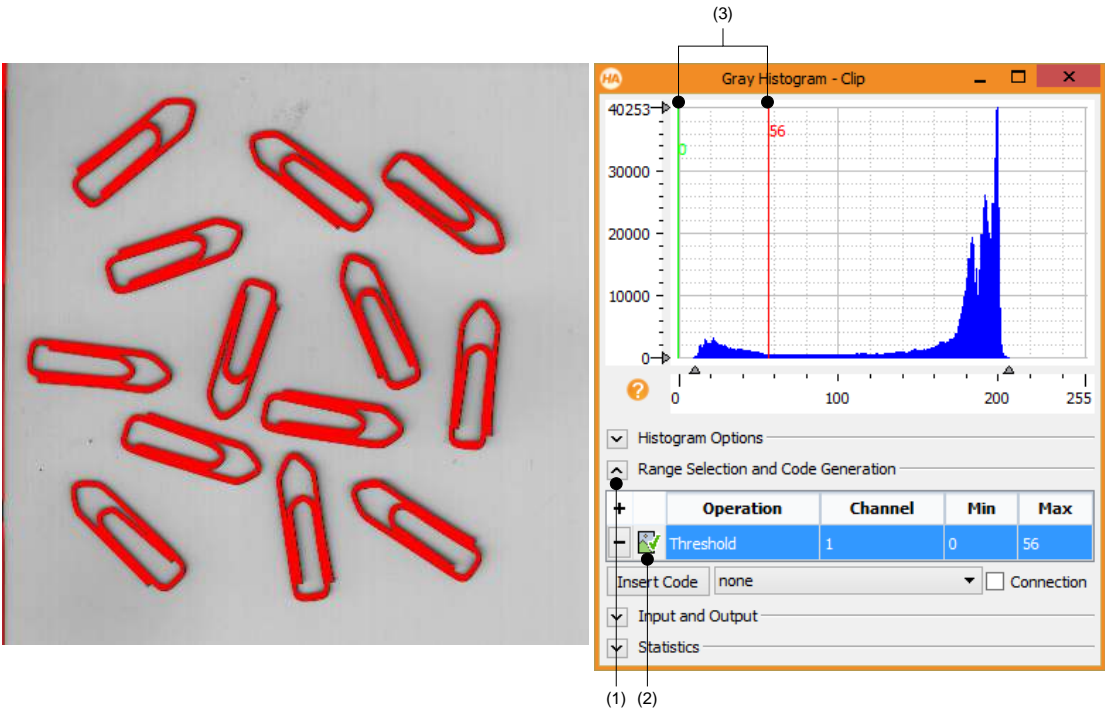 (3)
HA Gray Histogram - Clip
40253
56
0
30000
20000
10000
0
0 100 200 255
Histogram Options
Range Selection and Code Generation
+ Operation Channel Min Max
- Threshold 1 0 56
Insert Code none Connection
Input and Output
Statistics
(1) (2)